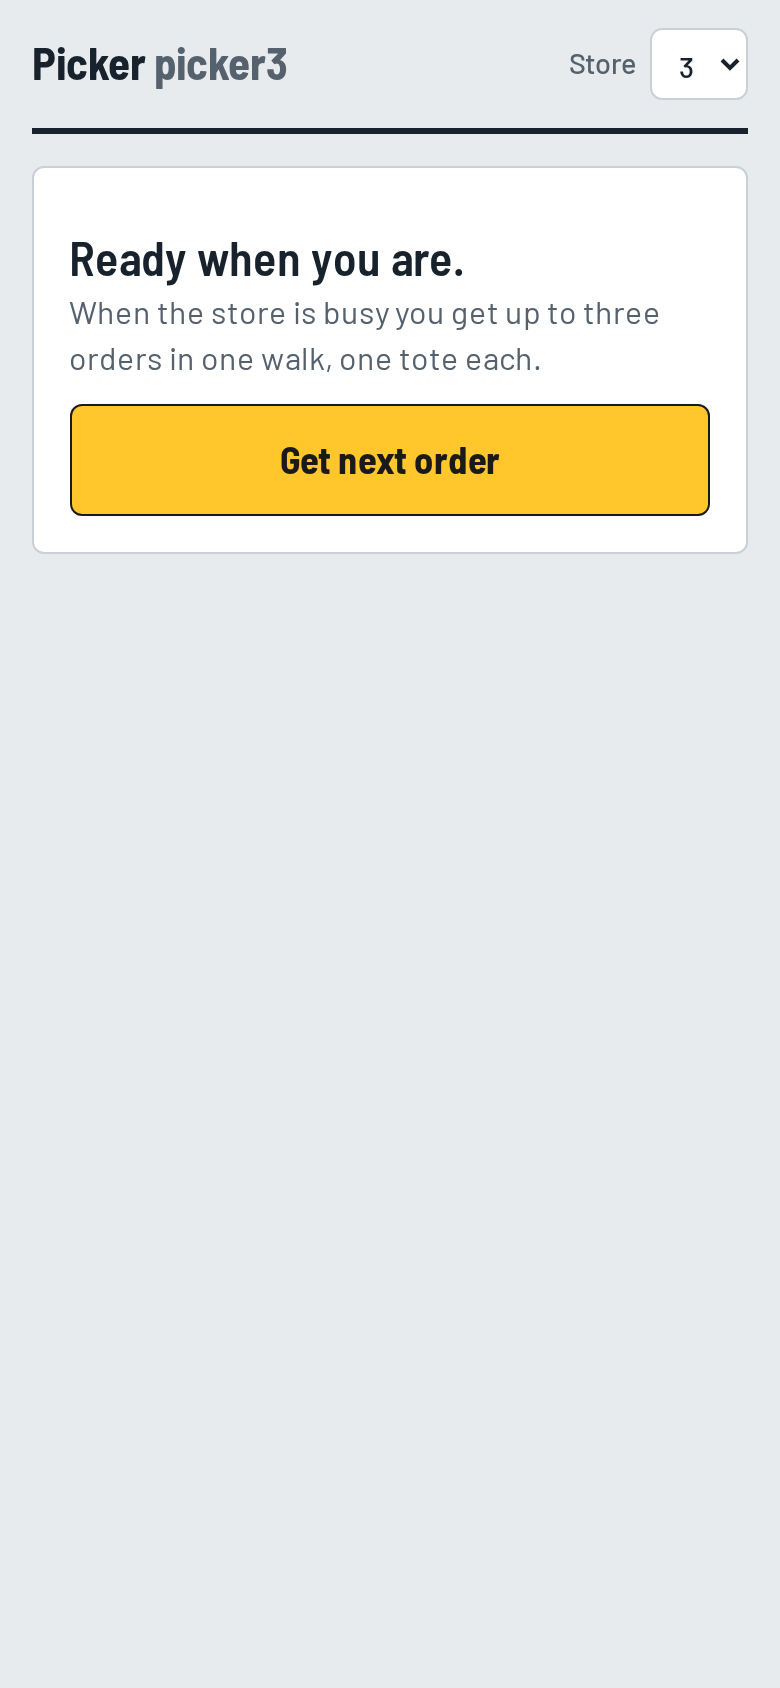 Picker picker3
Store 3
Ready when you are.
When the store is busy you get up to three
orders in one walk, one tote each.
Get next order